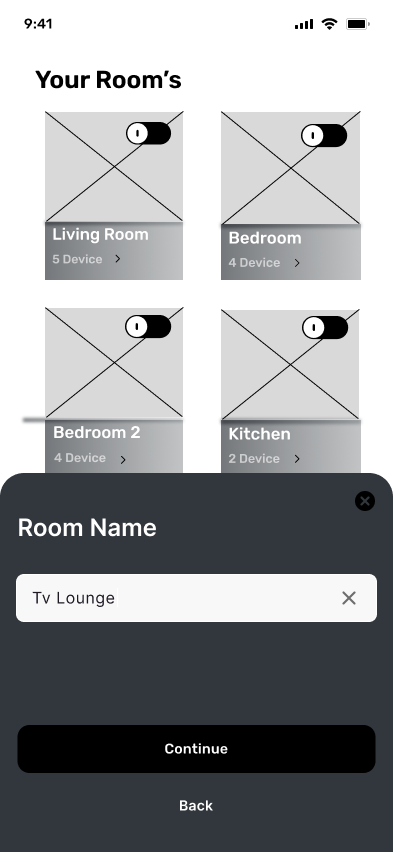 9:41
Your Room’s
Living Room
5 Device
Bedroom
4 Device
Bedroom 2
4 Device
Kitchen
2 Device
Room Name
Tv Lounge
Continue
Back